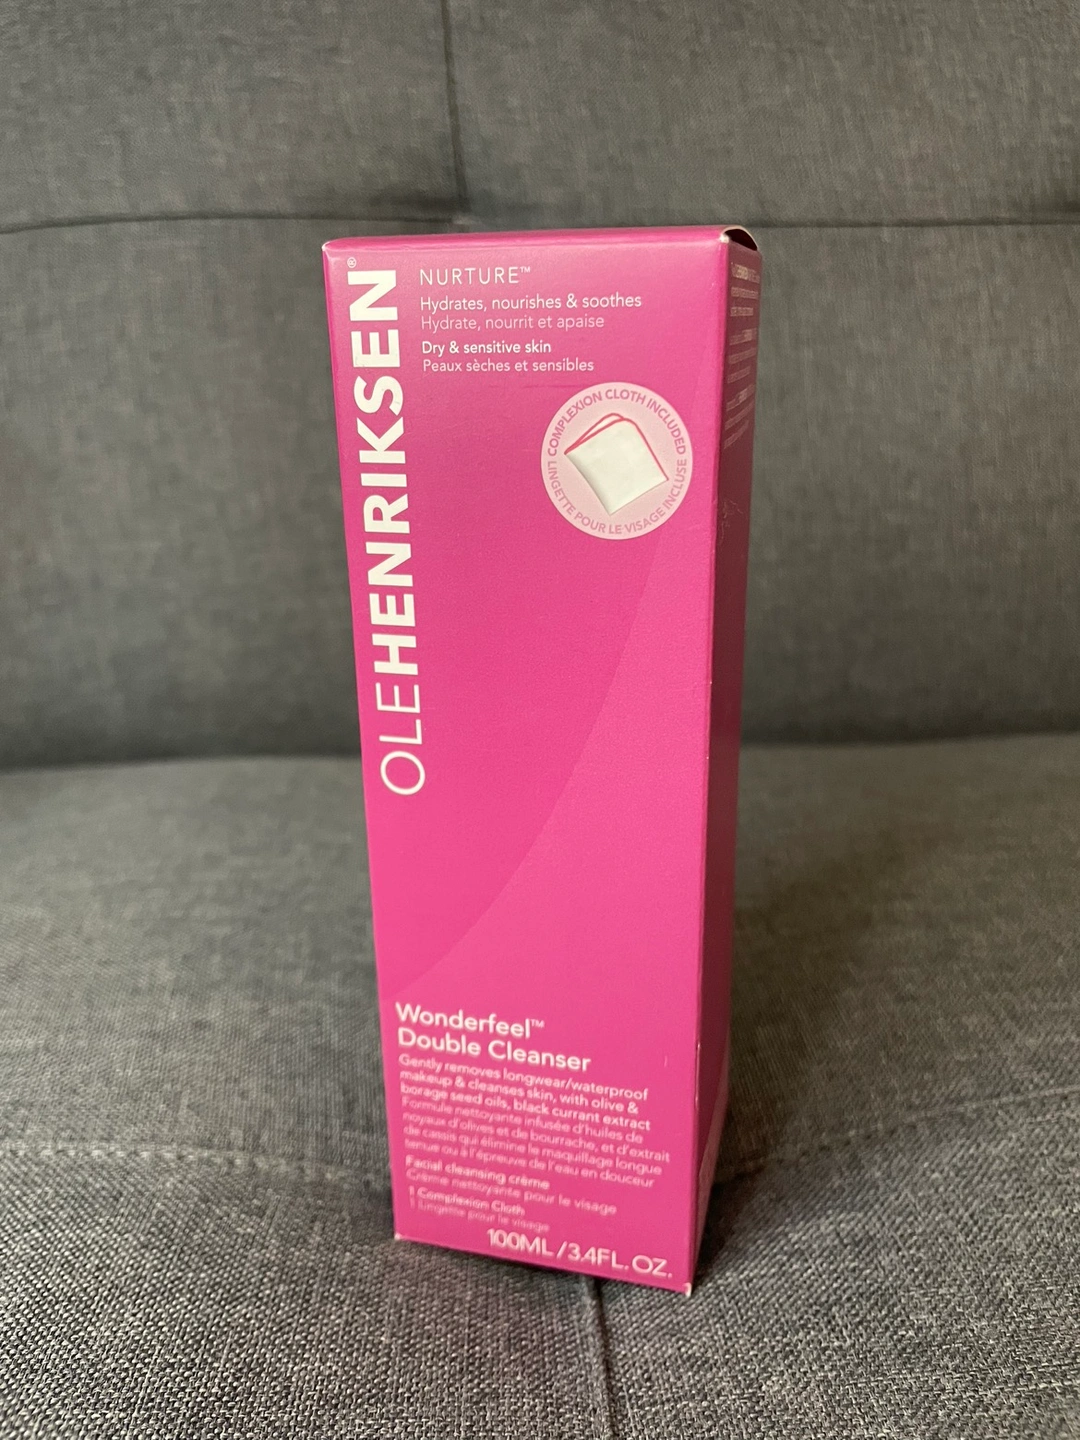 OLEHENRIKSEN®
NURTURE™
Hydrates, nourishes & soothes
Hydrate, nourrit et apaise
Dry & sensitive skin
Peaux sèches et sensibles
COMPLEXION CLOTH INCLUDED
LINGETTE POUR LE VISAGE INCLUSE
Wonderfeel™
Double Cleanser
Gently removes longwear/waterproof
makeup & cleanses skin, with olive &
borage seed oils, black currant extract
Formule nettoyante infusée d'huiles de
noyaux d'olives et de bourrache, et d'extrait
de cassis qui élimine le maquillage longue
tenue ou à l'épreuve de l'eau en douceur
Facial cleansing crème
Crème nettoyante pour le visage
1 Complexion Cloth
1 lingette pour le visage
100ML/3.4FL. OZ.